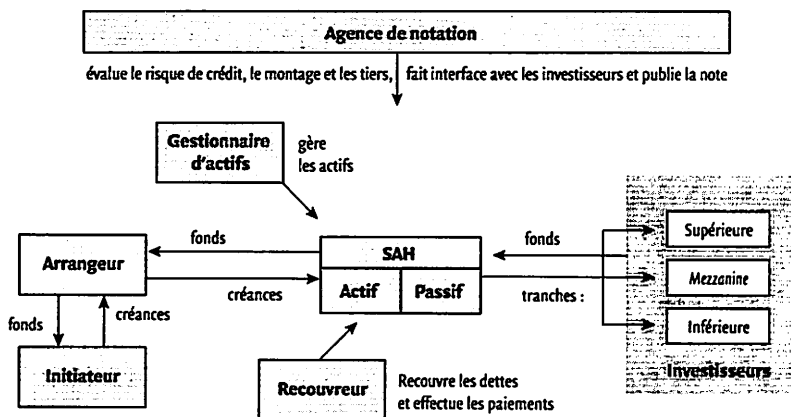 Agence de notation
évalue le risque de crédit, le montage et les tiers, fait interface avec les investisseurs et publie la note
Gestionnaire
d'actifs
gère
les actifs
Arrangeur
fonds
créances
SAH
Actif
Passif
fonds
tranches :
Supérieure
Mezzanine
Inférieure
Investisseurs
fonds
créances
Initiateur
Recouvreur
Recouvre les dettes
et effectue les paiements